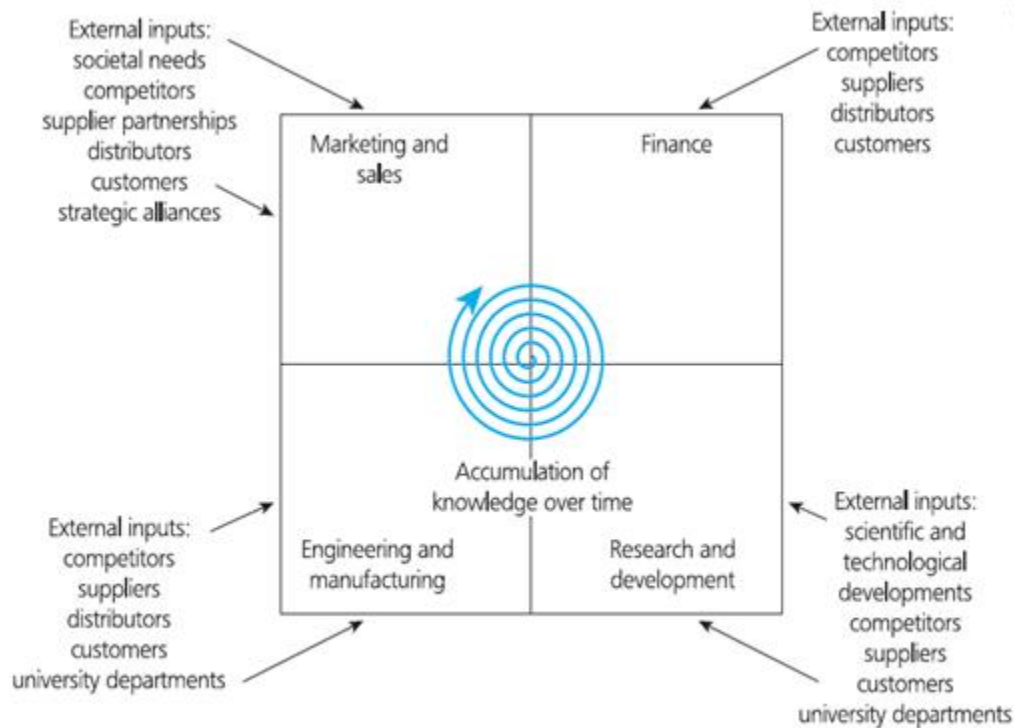 External inputs:
societal needs
competitors
supplier partnerships
distributors
customers
strategic alliances
External inputs:
competitors
suppliers
distributors
customers
Marketing and
sales
Finance
Accumulation of
knowledge over time
Engineering and
manufacturing
Research and
development
External inputs:
competitors
suppliers
distributors
customers
university departments
External inputs:
scientific and
technological
developments
competitors
suppliers
customers
university departments